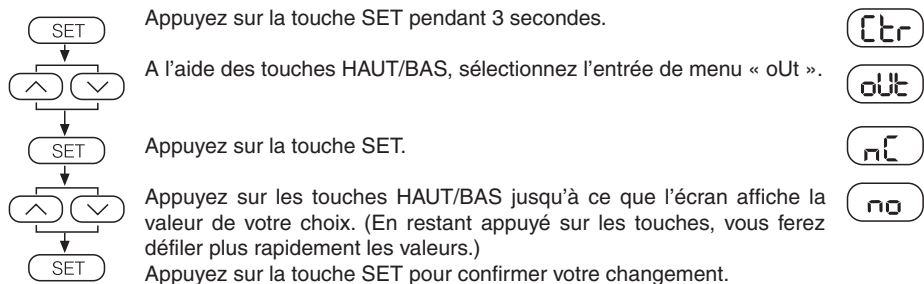 SET
Appuyez sur la touche SET pendant 3 secondes.
Ctr
A l’aide des touches HAUT/BAS, sélectionnez l’entrée de menu « oUt ».
oUt
SET
Appuyez sur la touche SET.
nC
Appuyez sur les touches HAUT/BAS jusqu’à ce que l’écran affiche la
valeur de votre choix. (En restant appuyé sur les touches, vous ferez
défiler plus rapidement les valeurs.)
no
SET
Appuyez sur la touche SET pour confirmer votre changement.